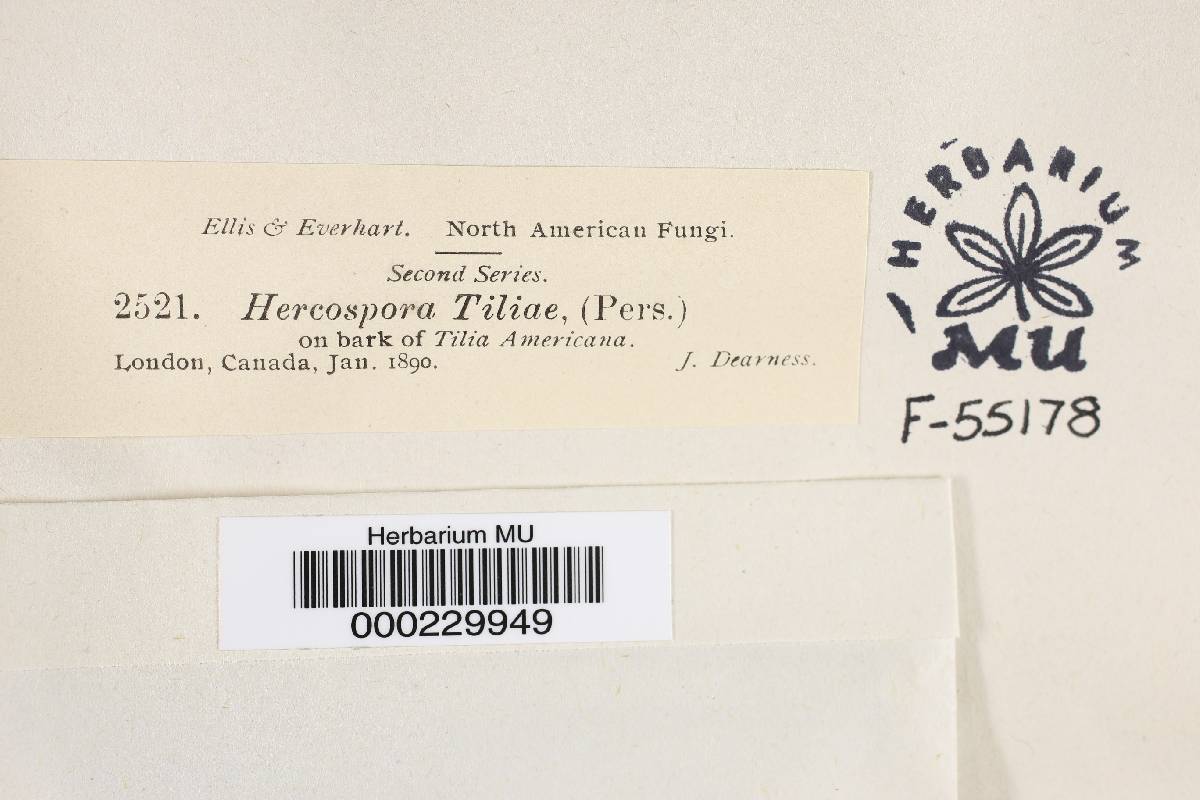 Ellis & Everhart. North American Fungi.
Second Series.
2521. Hercospora Tiliae, (Pers.)
on bark of Tilia Americana.
London, Canada, Jan. 1890. J. Dearness.
HERBARIUM
MU
F-55178
Herbarium MU
000229949